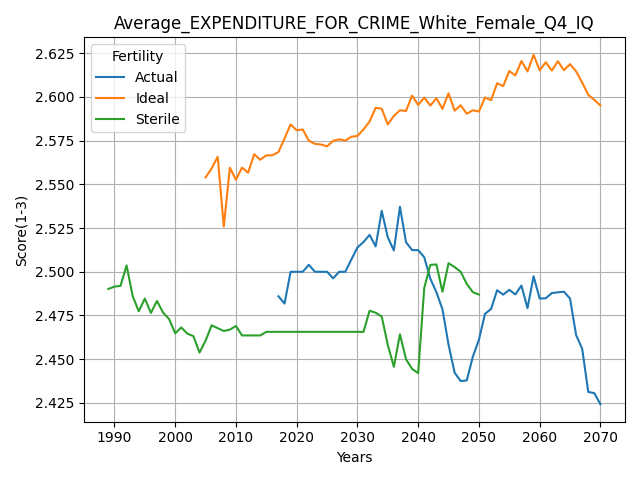 Average_EXPENDITURE_FOR_CRIME_White_Female_Q4_IQ
Fertility
Actual
Ideal
Sterile
Score(1-3)
2.625
2.600
2.575
2.550
2.525
2.500
2.475
2.450
2.425
1990 2000 2010 2020 2030 2040 2050 2060 2070
Years